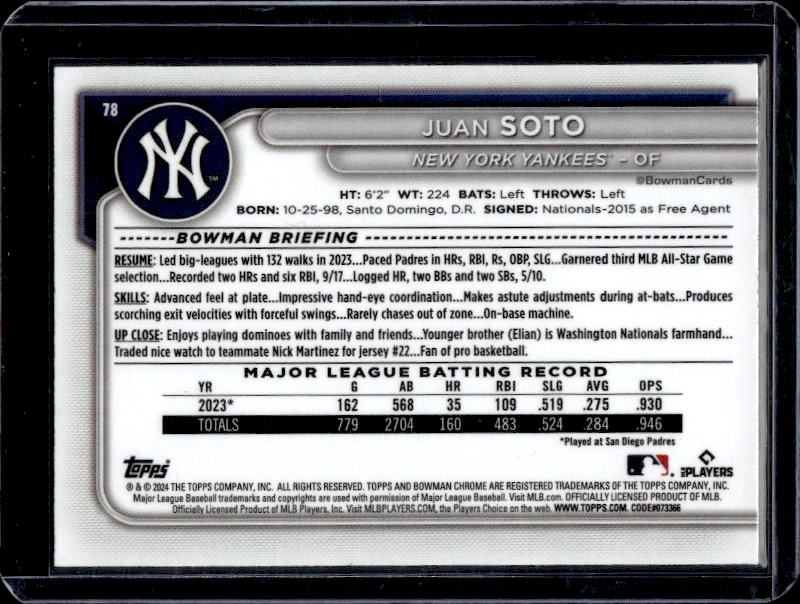 78
NY
TM
JUAN SOTO
NEW YORK YANKEES™ - OF
@BowmanCards
HT: 6'2" WT: 224 BATS: Left THROWS: Left
BORN: 10-25-98, Santo Domingo, D.R. SIGNED: Nationals-2015 as Free Agent
BOWMAN BRIEFING
RESUME: Led big-leagues with 132 walks in 2023...Paced Padres in HRs, RBI, Rs, OBP, SLG...Garnered third MLB All-Star Game
selection...Recorded two HRs and six RBI, 9/17...Logged HR, two BBs and two SBs, 5/10.
SKILLS: Advanced feel at plate...Impressive hand-eye coordination...Makes astute adjustments during at-bats...Produces
scorching exit velocities with forceful swings...Rarely chases out of zone...On-base machine.
UP CLOSE: Enjoys playing dominoes with family and friends...Younger brother (Elian) is Washington Nationals farmhand...
Traded nice watch to teammate Nick Martinez for jersey #22...Fan of pro basketball.
MAJOR LEAGUE BATTING RECORD
YR G AB HR RBI SLG AVG OPS
2023* 162 568 35 109 .519 .275 .930
TOTALS 779 2704 160 483 .524 .284 .946
*Played at San Diego Padres
Topps
MLB PLAYERS
® & © 2024 THE TOPPS COMPANY, INC. ALL RIGHTS RESERVED. TOPPS AND BOWMAN CHROME ARE REGISTERED TRADEMARKS OF THE TOPPS COMPANY, INC.
Major League Baseball trademarks and copyrights are used with permission of Major League Baseball. Visit MLB.com. OFFICIALLY LICENSED PRODUCT OF MLB.
Officially Licensed Product of MLB Players, Inc. Visit MLBPLAYERS.COM, the Players Choice on the web. WWW.TOPPS.COM. CODE#073366